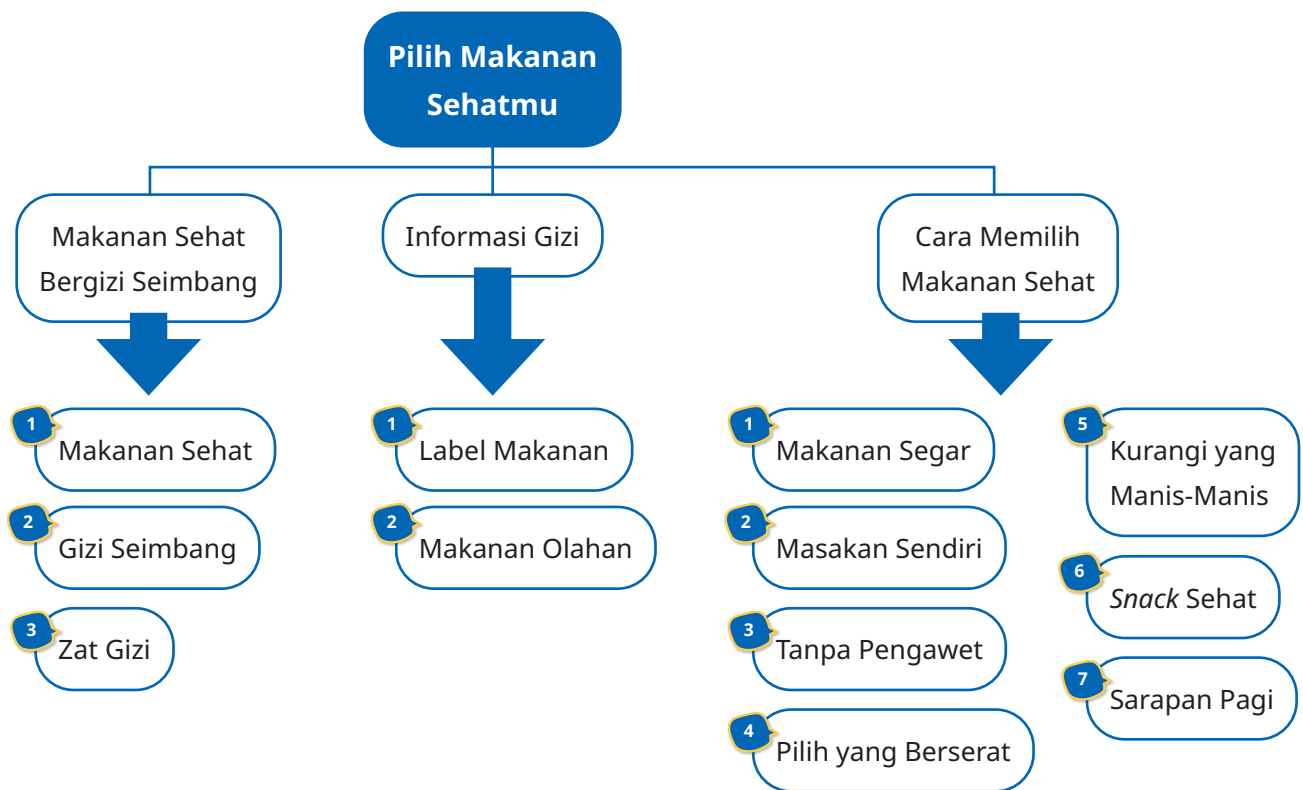 Pilih Makanan
Sehatmu
Makanan Sehat
Bergizi Seimbang
1
Makanan Sehat
2
Gizi Seimbang
3
Zat Gizi
Informasi Gizi
1
Label Makanan
2
Makanan Olahan
Cara Memilih
Makanan Sehat
1
Makanan Segar
2
Masakan Sendiri
3
Tanpa Pengawet
4
Pilih yang Berserat
5
Kurangi yang
Manis-Manis
6
Snack Sehat
7
Sarapan Pagi